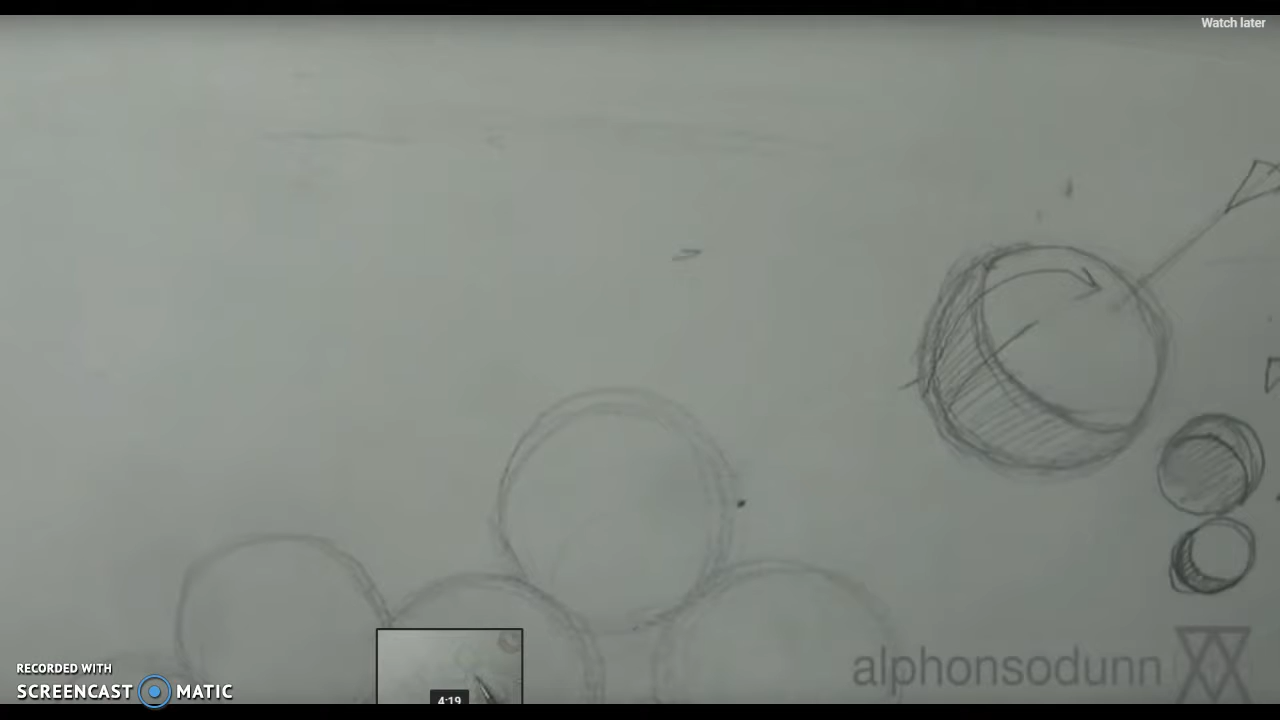 Watch later
RECORDED WITH
SCREENCAST MATIC
alphonsodunn
4:19